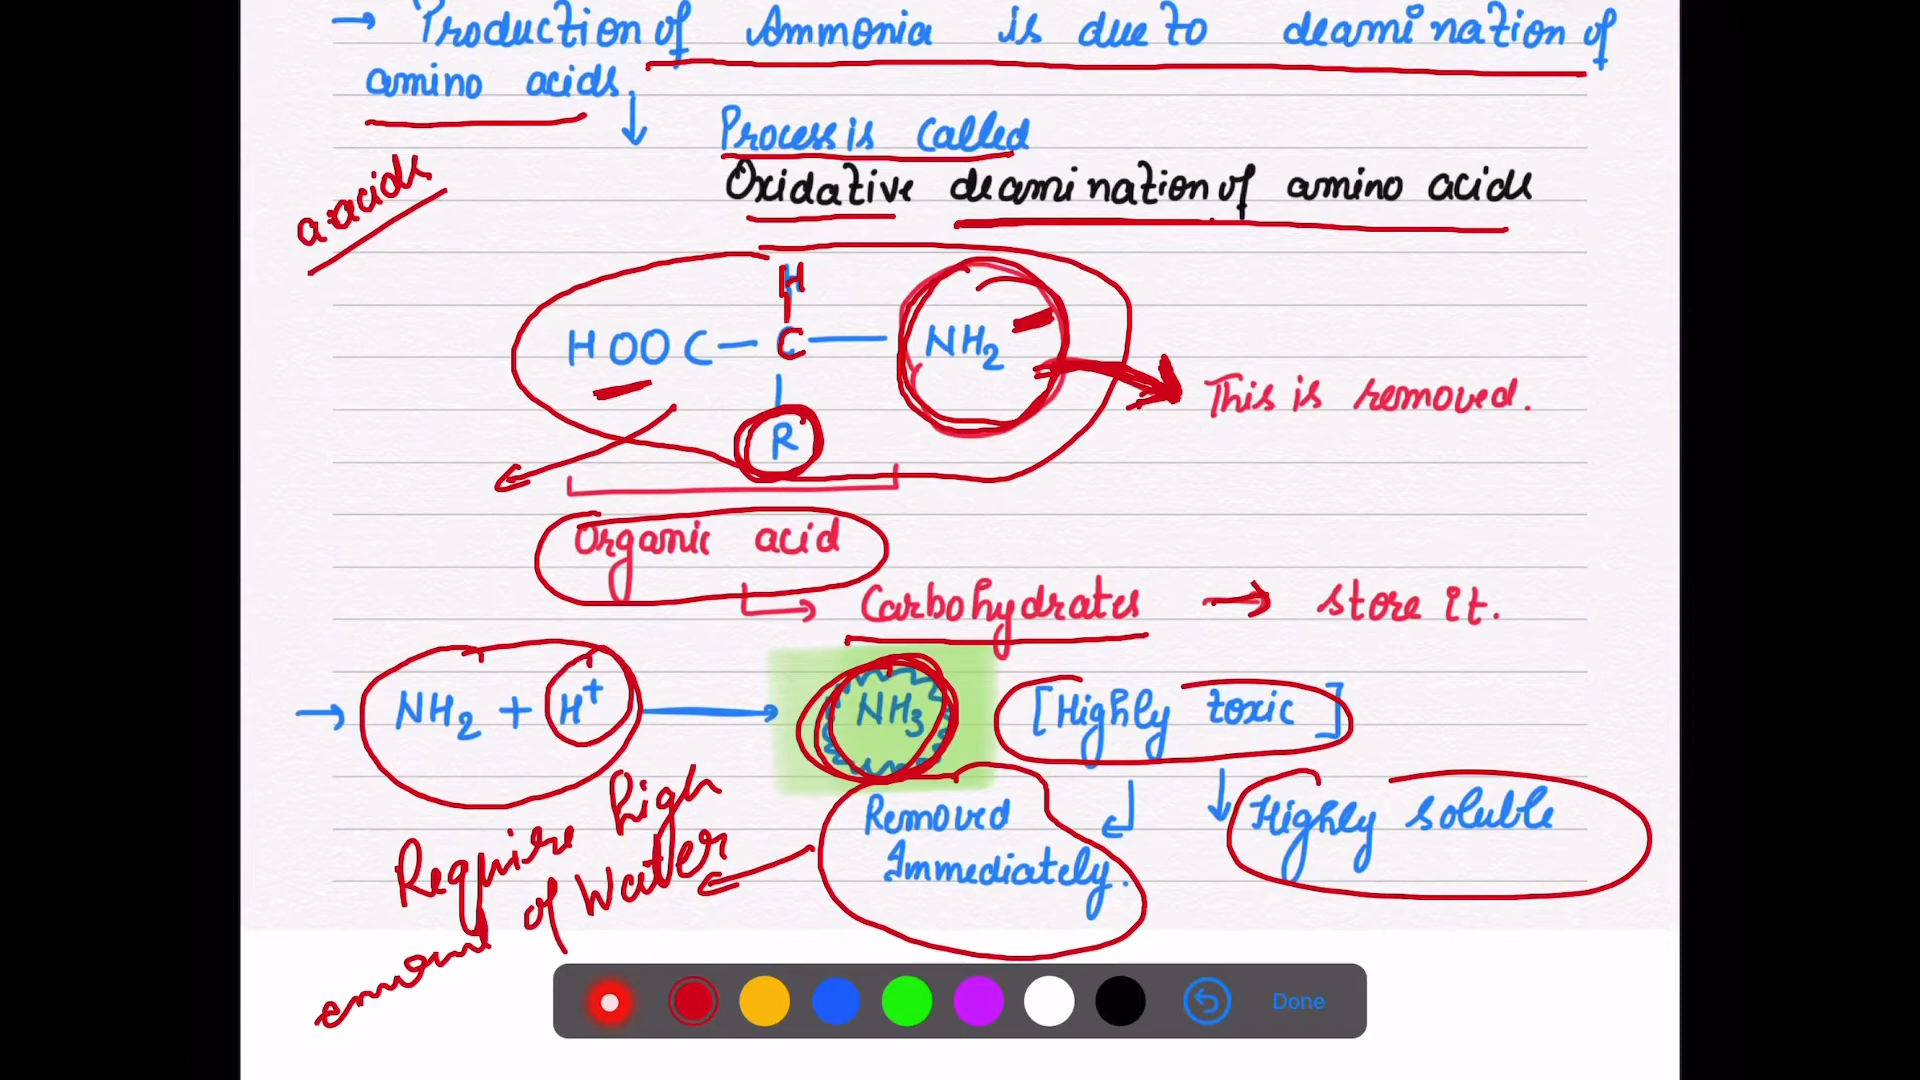 → Production of Ammonia is due to deamination of
amino acids.
↓ Process is called
Oxidative deamination of amino acids
a acids
H
HOOC — C — NH2
R
→ This is removed.
Organic acid
↳ Carbohydrates → store it.
→ NH2 + H+ → NH3 [Highly toxic]
Removed Immediately.
↓ Highly soluble
Require high
amount of Water
Done